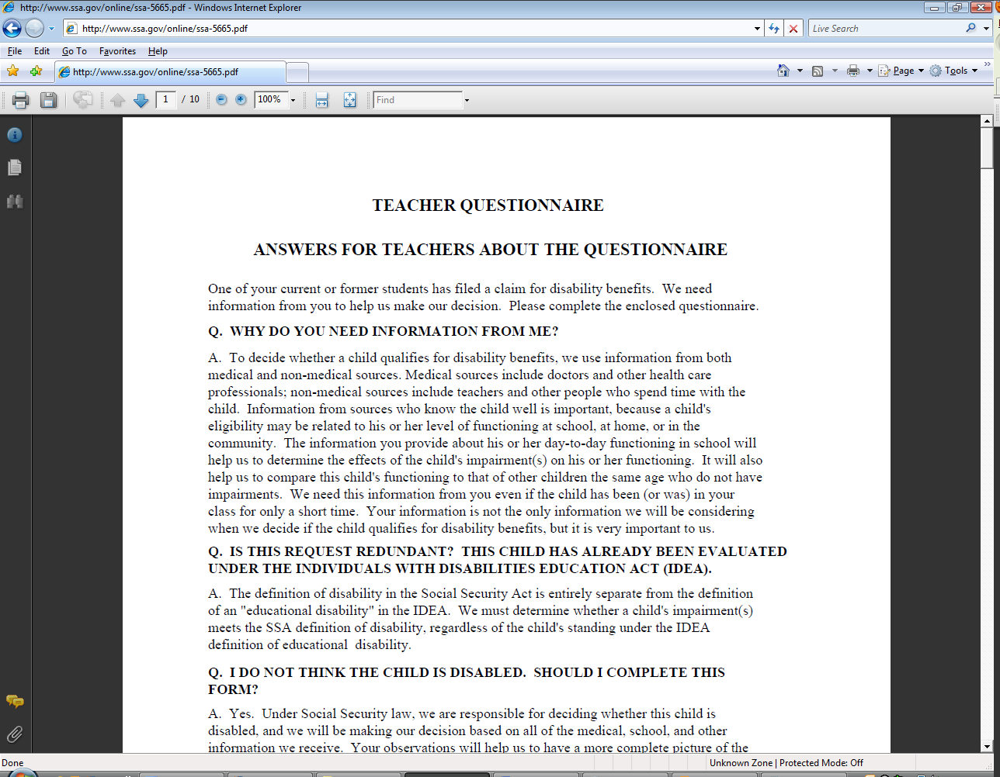 http://www.ssa.gov/online/ssa-5665.pdf - Windows Internet Explorer
http://www.ssa.gov/online/ssa-5665.pdf
Live Search
File Edit Go To Favorites Help
http://www.ssa.gov/online/ssa-5665.pdf
Page Tools
1 / 10 100% Find
TEACHER QUESTIONNAIRE
ANSWERS FOR TEACHERS ABOUT THE QUESTIONNAIRE
One of your current or former students has filed a claim for disability benefits. We need
information from you to help us make our decision. Please complete the enclosed questionnaire.
Q. WHY DO YOU NEED INFORMATION FROM ME?
A. To decide whether a child qualifies for disability benefits, we use information from both
medical and non-medical sources. Medical sources include doctors and other health care
professionals; non-medical sources include teachers and other people who spend time with the
child. Information from sources who know the child well is important, because a child's
eligibility may be related to his or her level of functioning at school, at home, or in the
community. The information you provide about his or her day-to-day functioning in school will
help us to determine the effects of the child's impairment(s) on his or her functioning. It will also
help us to compare this child's functioning to that of other children the same age who do not have
impairments. We need this information from you even if the child has been (or was) in your
class for only a short time. Your information is not the only information we will be considering
when we decide if the child qualifies for disability benefits, but it is very important to us.
Q. IS THIS REQUEST REDUNDANT? THIS CHILD HAS ALREADY BEEN EVALUATED
UNDER THE INDIVIDUALS WITH DISABILITIES EDUCATION ACT (IDEA).
A. The definition of disability in the Social Security Act is entirely separate from the definition
of an "educational disability" in the IDEA. We must determine whether a child's impairment(s)
meets the SSA definition of disability, regardless of the child's standing under the IDEA
definition of educational disability.
Q. I DO NOT THINK THE CHILD IS DISABLED. SHOULD I COMPLETE THIS
FORM?
A. Yes. Under Social Security law, we are responsible for deciding whether this child is
disabled, and we will be making our decision based on all of the medical, school, and other
information we receive. Your observations will help us to have a more complete picture of the
Done
Unknown Zone | Protected Mode: Off